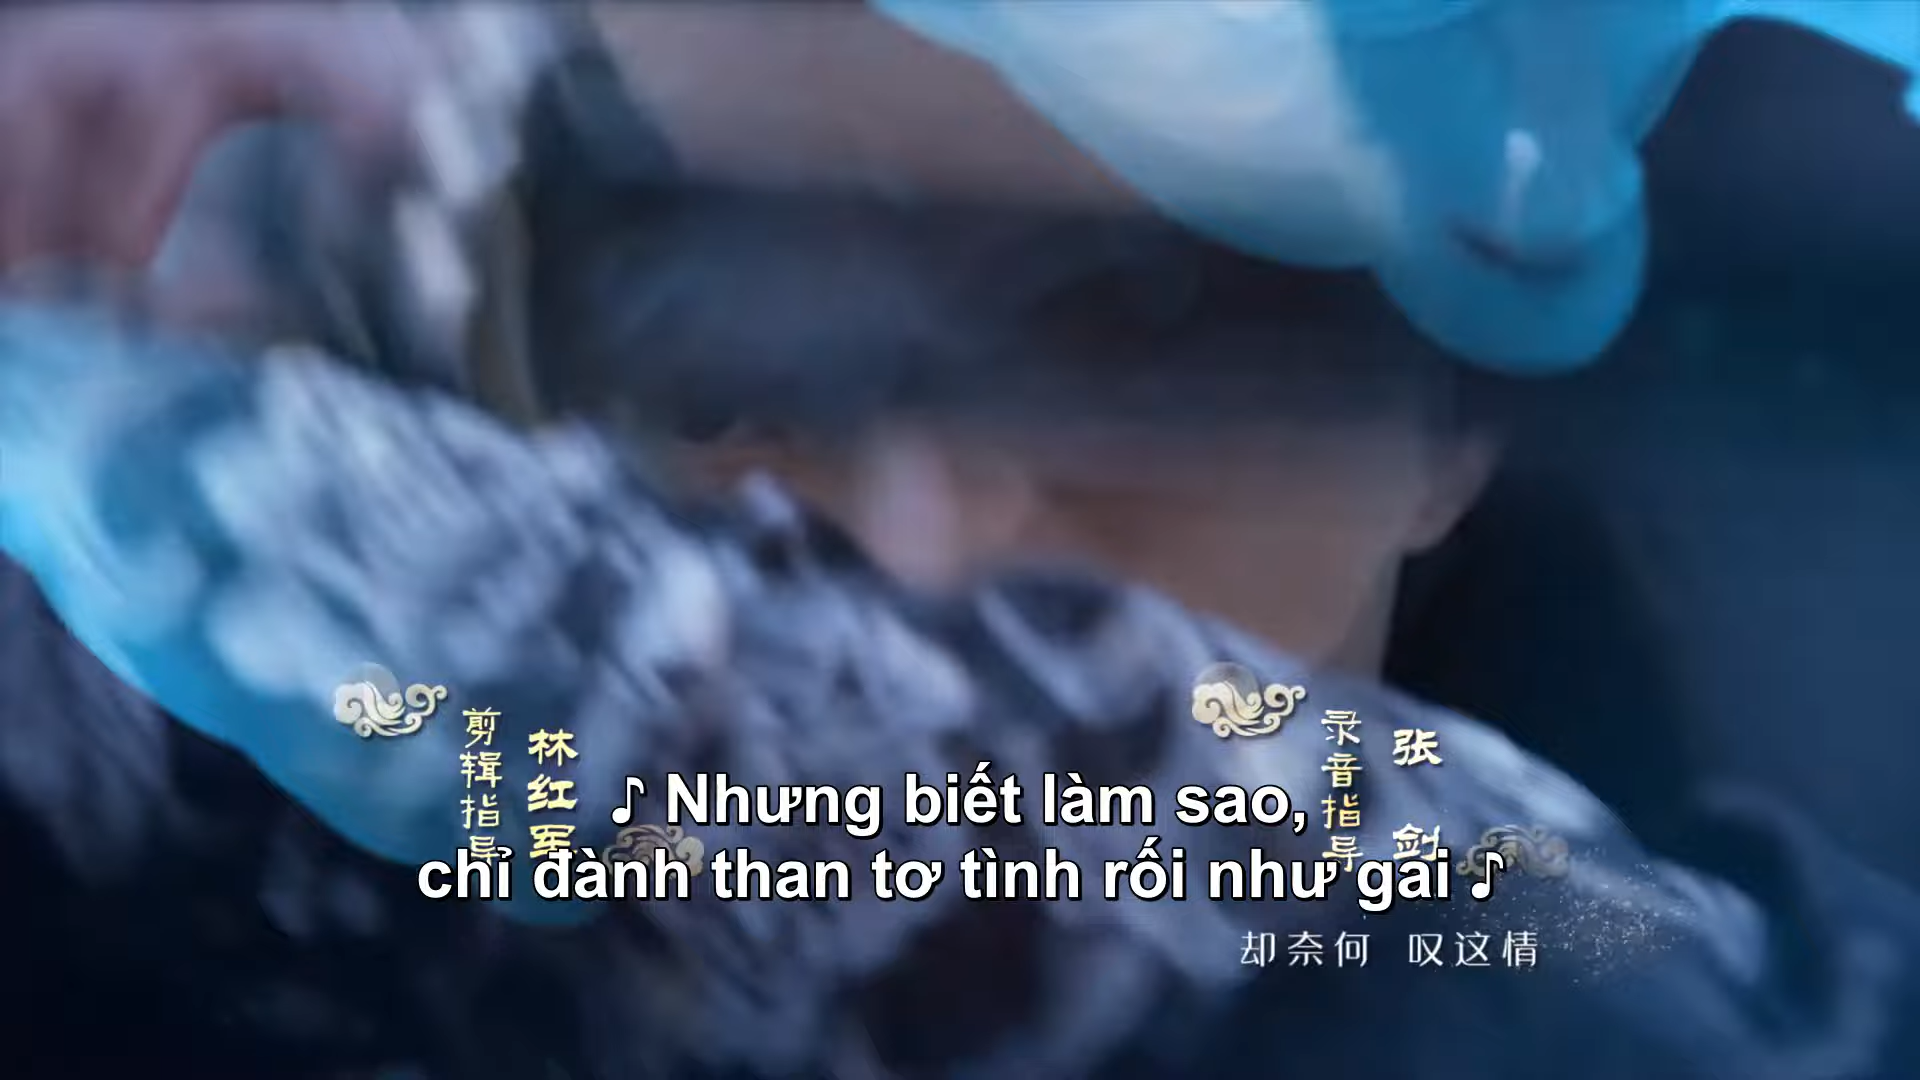 剪辑指导
林红军
录音指导
张剑
♪ Nhưng biết làm sao,
chỉ đành than tơ tình rối như gai ♪
却奈何 叹这情